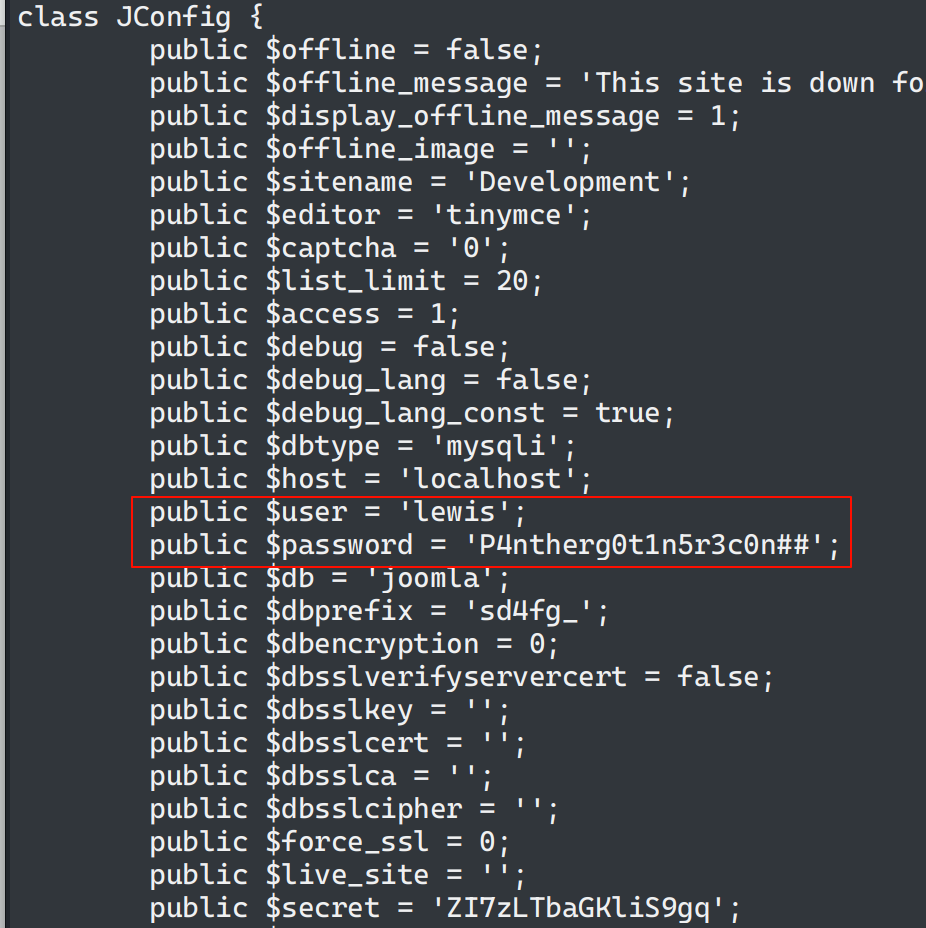 class JConfig {
public $offline = false;
public $offline_message = 'This site is down fo
public $display_offline_message = 1;
public $offline_image = '';
public $sitename = 'Development';
public $editor = 'tinymce';
public $captcha = '0';
public $list_limit = 20;
public $access = 1;
public $debug = false;
public $debug_lang = false;
public $debug_lang_const = true;
public $dbtype = 'mysqli';
public $host = 'localhost';
public $user = 'lewis';
public $password = 'P4ntherg0t1n5r3c0n##';
public $db = 'joomla';
public $dbprefix = 'sd4fg_';
public $dbencryption = 0;
public $dbsslverifyservercert = false;
public $dbsslkey = '';
public $dbsslcert = '';
public $dbsslca = '';
public $dbsslcipher = '';
public $force_ssl = 0;
public $live_site = '';
public $secret = 'ZI7zLTbaGKliS9gq';